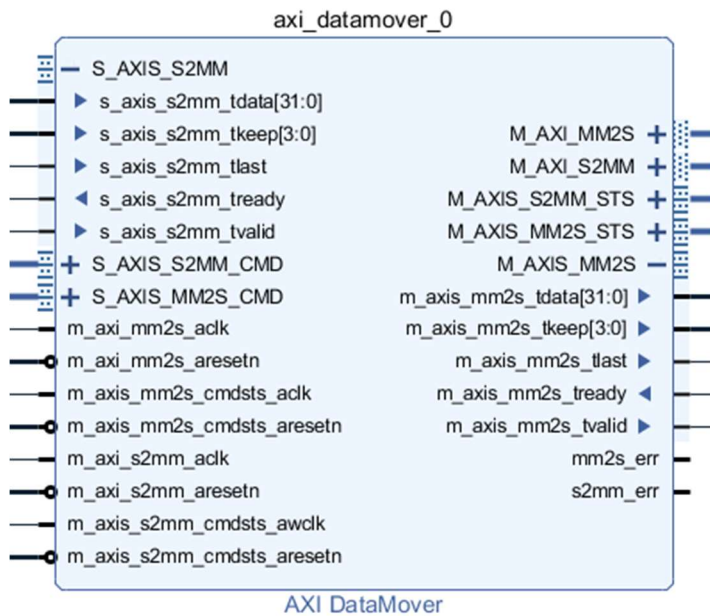 axi_datamover_0
S_AXIS_S2MM
s_axis_s2mm_tdata[31:0]
s_axis_s2mm_tkeep[3:0]
s_axis_s2mm_tlast
s_axis_s2mm_tready
s_axis_s2mm_tvalid
S_AXIS_S2MM_CMD
S_AXIS_MM2S_CMD
m_axi_mm2s_aclk
m_axi_mm2s_aresetn
m_axis_mm2s_cmdsts_aclk
m_axis_mm2s_cmdsts_aresetn
m_axi_s2mm_aclk
m_axi_s2mm_aresetn
m_axis_s2mm_cmdsts_awclk
m_axis_s2mm_cmdsts_aresetn
M_AXI_MM2S
M_AXI_S2MM
M_AXIS_S2MM_STS
M_AXIS_MM2S_STS
M_AXIS_MM2S
m_axis_mm2s_tdata[31:0]
m_axis_mm2s_tkeep[3:0]
m_axis_mm2s_tlast
m_axis_mm2s_tready
m_axis_mm2s_tvalid
mm2s_err
s2mm_err
AXI DataMover